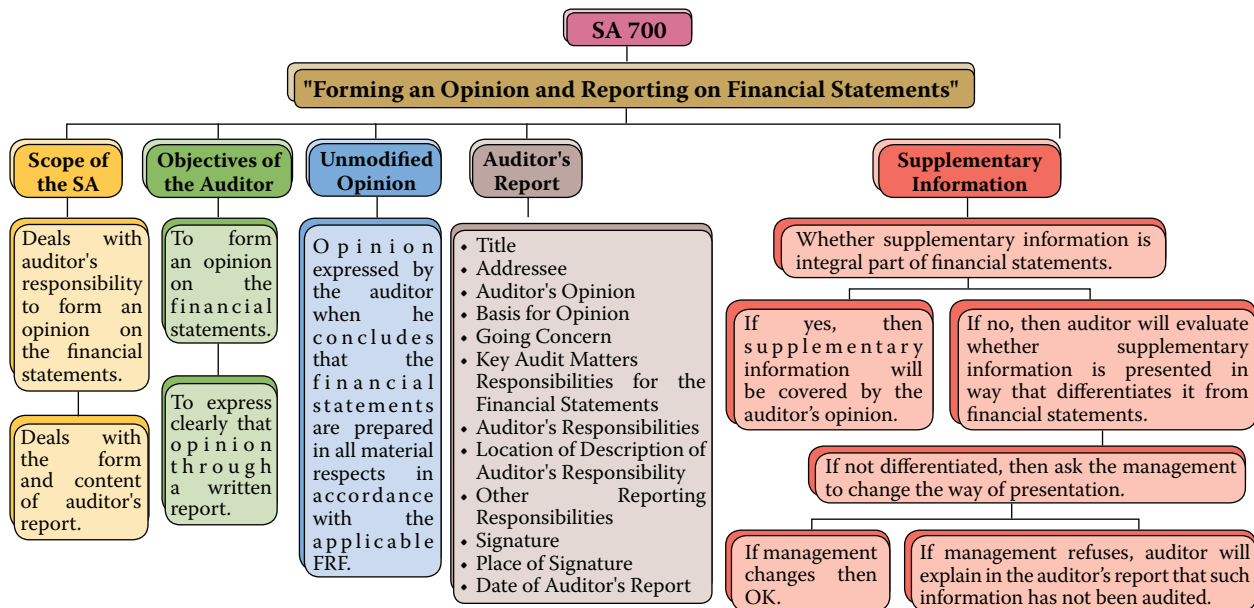 SA 700
"Forming an Opinion and Reporting on Financial Statements"
Scope of
the SA
Deals with
auditor's
responsibility
to form an
opinion on
the financial
statements.
Deals with
the form
and content
of auditor's
report.
Objectives of
the Auditor
To form
an opinion
on the
financial
statements.
To express
clearly that
opinion
through
a written
report.
Unmodified
Opinion
Opinion
expressed by
the auditor
when he
concludes
that the
financial
statements
are prepared
in all material
respects in
accordance
with the
applicable
FRF.
Auditor's
Report
• Title
• Addressee
• Auditor's Opinion
• Basis for Opinion
• Going Concern
• Key Audit Matters
Responsibilities for the
Financial Statements
• Auditor's Responsibilities
• Location of Description
of Auditor's Responsibility
• Other Reporting
Responsibilities
• Signature
• Place of Signature
• Date of Auditor's Report
Supplementary
Information
Whether supplementary information is
integral part of financial statements.
If yes, then
supplementary
information will
be covered by the
auditor's opinion.
If no, then auditor will evaluate
whether supplementary
information is presented in
way that differentiates it from
financial statements.
If not differentiated, then ask the management
to change the way of presentation.
If management
changes then
OK.
If management refuses, auditor will
explain in the auditor's report that such
information has not been audited.